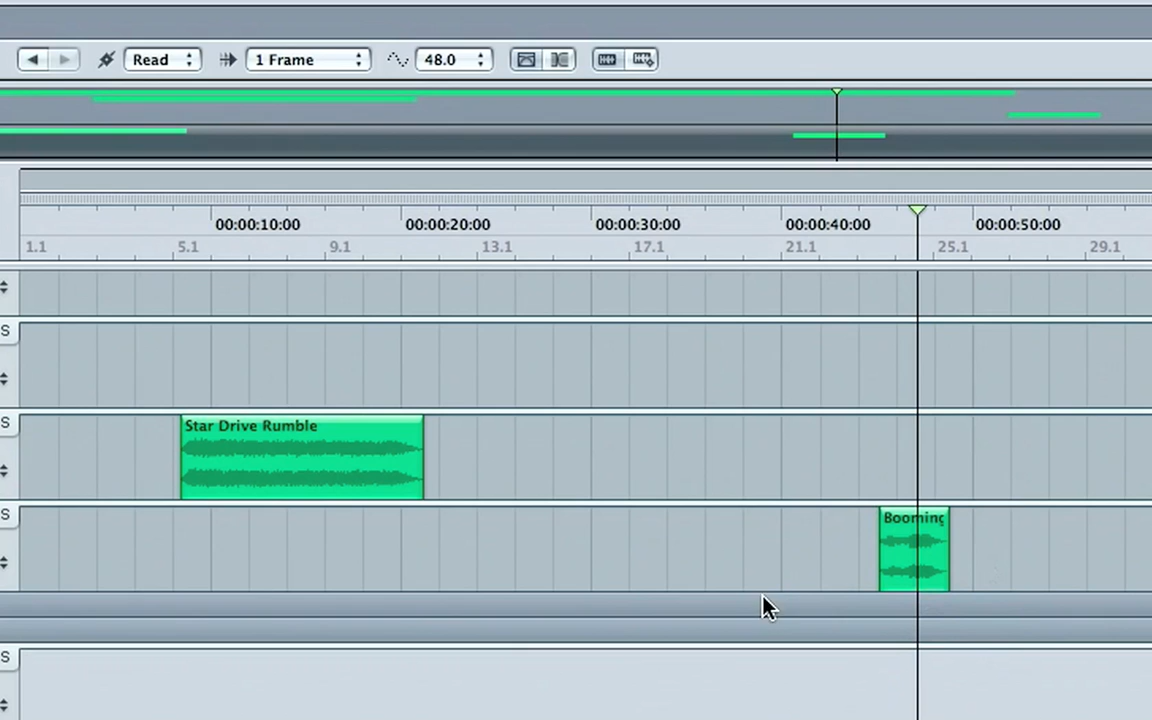 Read 1 Frame 48.0
00:00:10:00 00:00:20:00 00:00:30:00 00:00:40:00 00:00:50:00
1.1 5.1 9.1 13.1 17.1 21.1 25.1 29.1
S
S
Star Drive Rumble
S
Booming
S